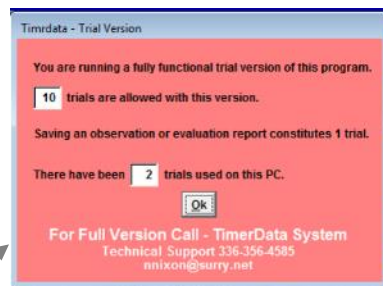 Timrdata - Trial Version
You are running a fully functional trial version of this program.
10 trials are allowed with this version.
Saving an observation or evaluation report constitutes 1 trial.
There have been 2 trials used on this PC.
Ok
For Full Version Call - TimerData System
Technical Support 336-356-4585
nnixon@surry.net